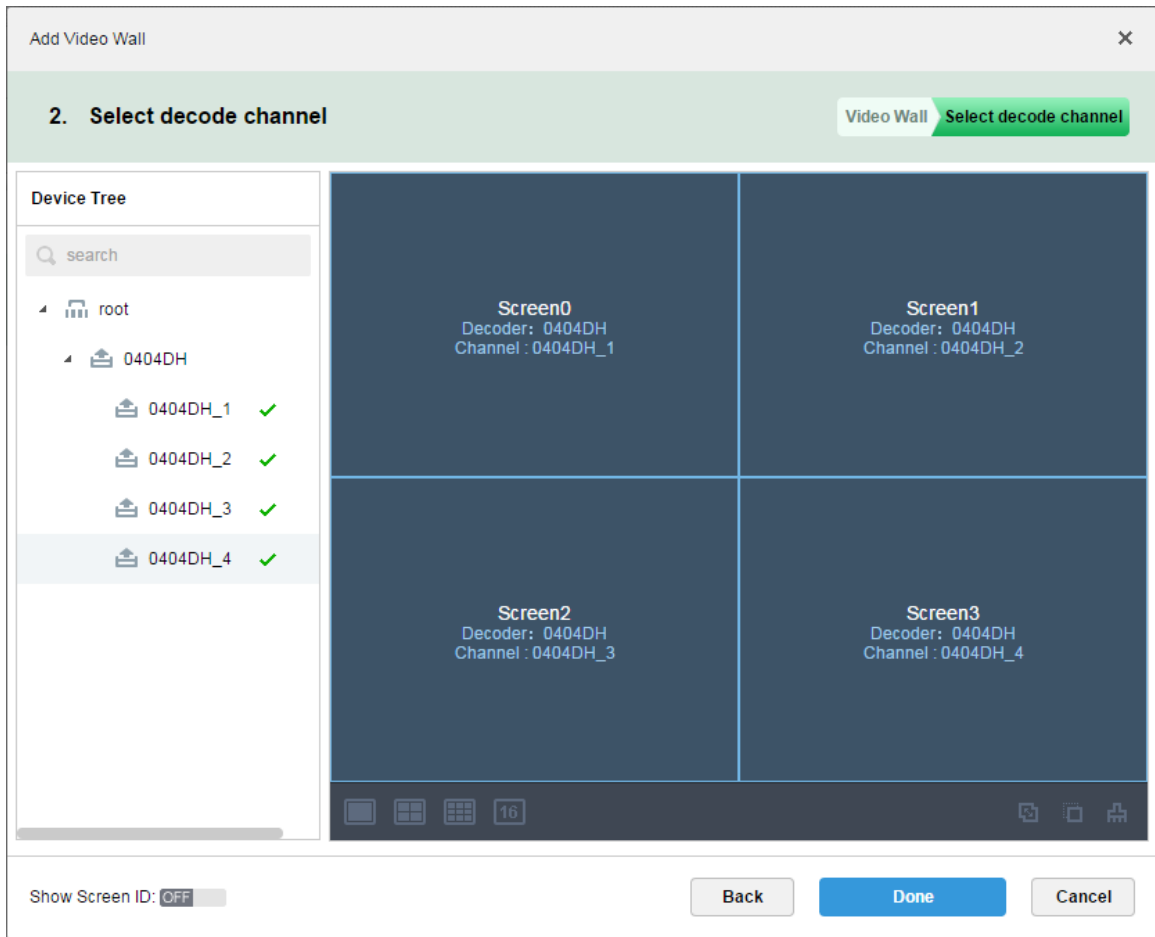 Add Video Wall
2. Select decode channel
Video Wall
Select decode channel
Device Tree
search
root
0404DH
0404DH_1
0404DH_2
0404DH_3
0404DH_4
Screen0
Decoder：0404DH
Channel : 0404DH_1
Screen1
Decoder：0404DH
Channel : 0404DH_2
Screen2
Decoder：0404DH
Channel : 0404DH_3
Screen3
Decoder：0404DH
Channel : 0404DH_4
16
Show Screen ID: OFF
Back
Done
Cancel